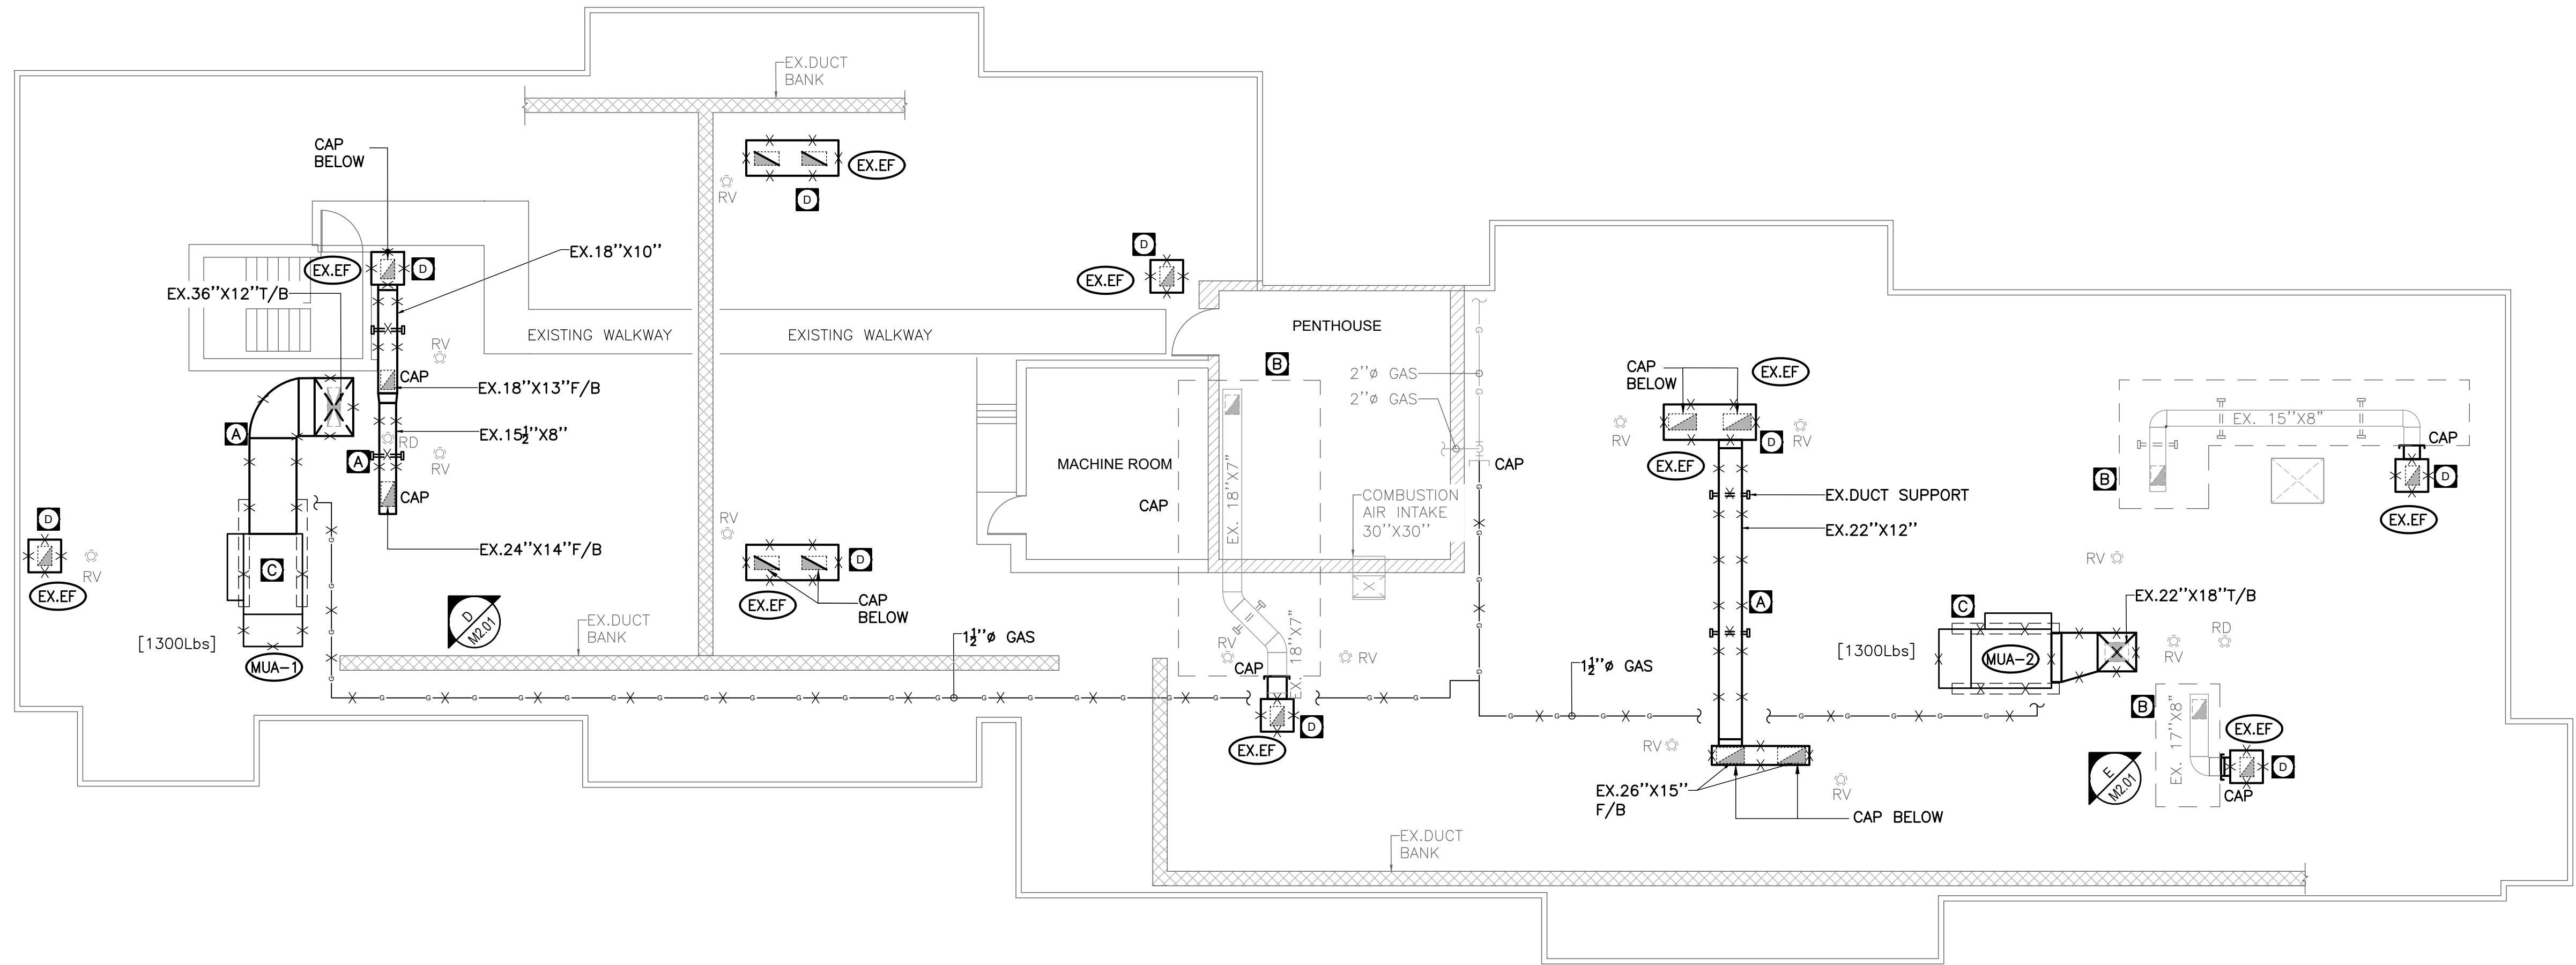 EX.DUCT
BANK
CAP
BELOW
EX.EF
D
RV
EX.18''X10''
EX.EF
D
EX.36''X12''T/B
D
EX.EF
EXISTING WALKWAY
EXISTING WALKWAY
PENTHOUSE
RV
CAP
EX.18''X13''F/B
B
2''ø GAS
2''ø GAS
G
G
G
CAP
BELOW
EX.EF
RV
D
RV
EX.EF
EX. 15''X8''
CAP
B
D
EX.EF
A
EX.15½''X8''
RD
A
RV
CAP
MACHINE ROOM
CAP
EX. 18''X7''
CAP
COMBUSTION
AIR INTAKE
30''X30''
EX.DUCT SUPPORT
EX.22''X12''
D
RV
EX.EF
EX.24''X14''F/B
C
RV
D
EX.EF
CAP
BELOW
RV
A
C
EX.22''X18''T/B
[1300Lbs]
MUA-1
D
M2.01
EX.DUCT
BANK
1½''ø GAS
RV
CAP
EX. 18''X7''
RV
1½''ø GAS
[1300Lbs]
MUA-2
RV
RD
G G G G G G G G G G G G G G G G G G G G
D
EX.EF
G G G G G G G G G
B
EX. 17''X8''
EX.EF
D
CAP
RV
EX.26''X15''
F/B
RV
CAP BELOW
E
M2.01
EX.DUCT
BANK